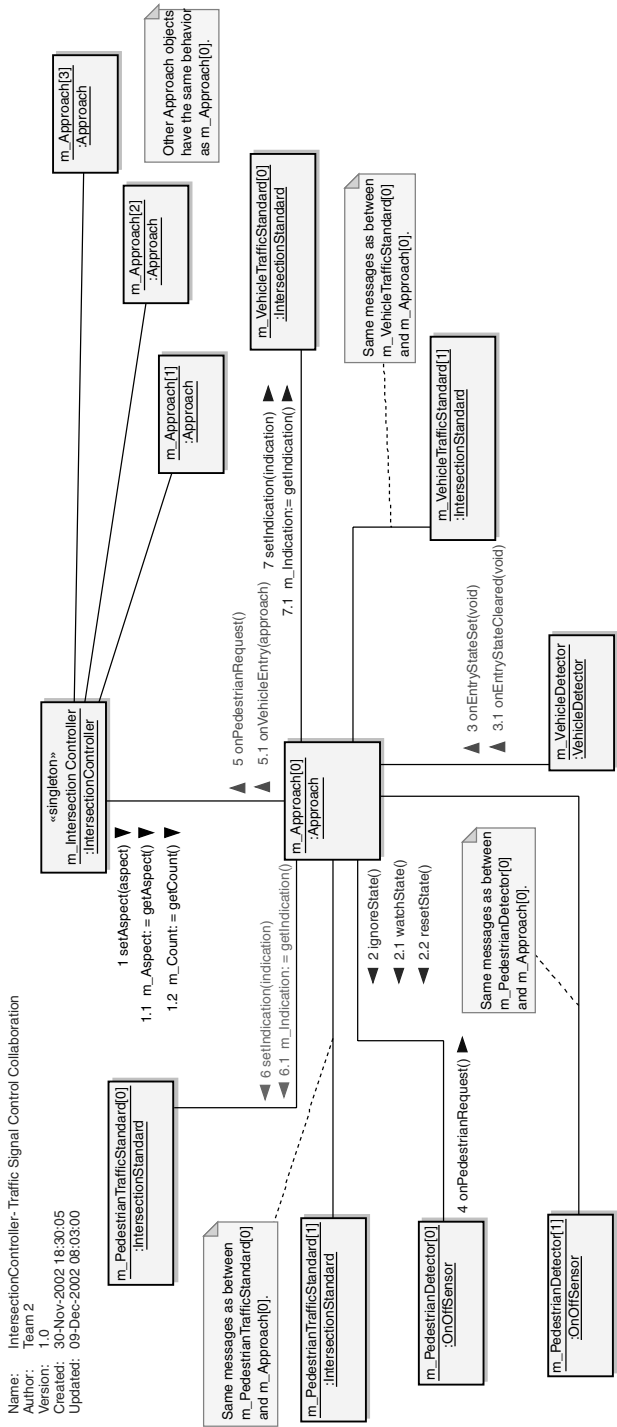 Name: IntersectionController- Traffic Signal Control Collaboration
Author: Team 2
Version: 1.0
Created: 30-Nov-2002 18:30:05
Updated: 09-Dec-2002 08:03:00
«singleton»
m_Intersection Controller
:IntersectionController
m_Approach[3]
:Approach
m_Approach[2]
:Approach
m_Approach[1]
:Approach
Other Approach objects
have the same behavior
as m_Approach[0].
1 setAspect(aspect)
1.1 m_Aspect: = getAspect()
1.2 m_Count: = getCount()
5 onPedestrianRequest()
5.1 onVehicleEntry(approach)
m_PedestrianTrafficStandard[0]
:IntersectionStandard
6 setIndication(indication)
6.1 m_Indication: = getIndication()
m_Approach[0]
:Approach
7 setIndication(indication)
7.1 m_Indication:= getIndication()
m_VehicleTrafficStandard[0]
:IntersectionStandard
Same messages as between
m_PedestrianTrafficStandard[0]
and m_Approach[0].
Same messages as between
m_VehicleTrafficStandard[0]
and m_Approach[0].
m_PedestrianTrafficStandard[1]
:IntersectionStandard
2 ignoreState()
2.1 watchState()
2.2 resetState()
m_VehicleTrafficStandard[1]
:IntersectionStandard
m_PedestrianDetector[0]
:OnOffSensor
4 onPedestrianRequest()
3 onEntryStateSet(void)
3.1 onEntryStateCleared(void)
Same messages as between
m_PedestrianDetector[0]
and m_Approach[0].
m_VehicleDetector
:VehicleDetector
m_PedestrianDetector[1]
:OnOffSensor